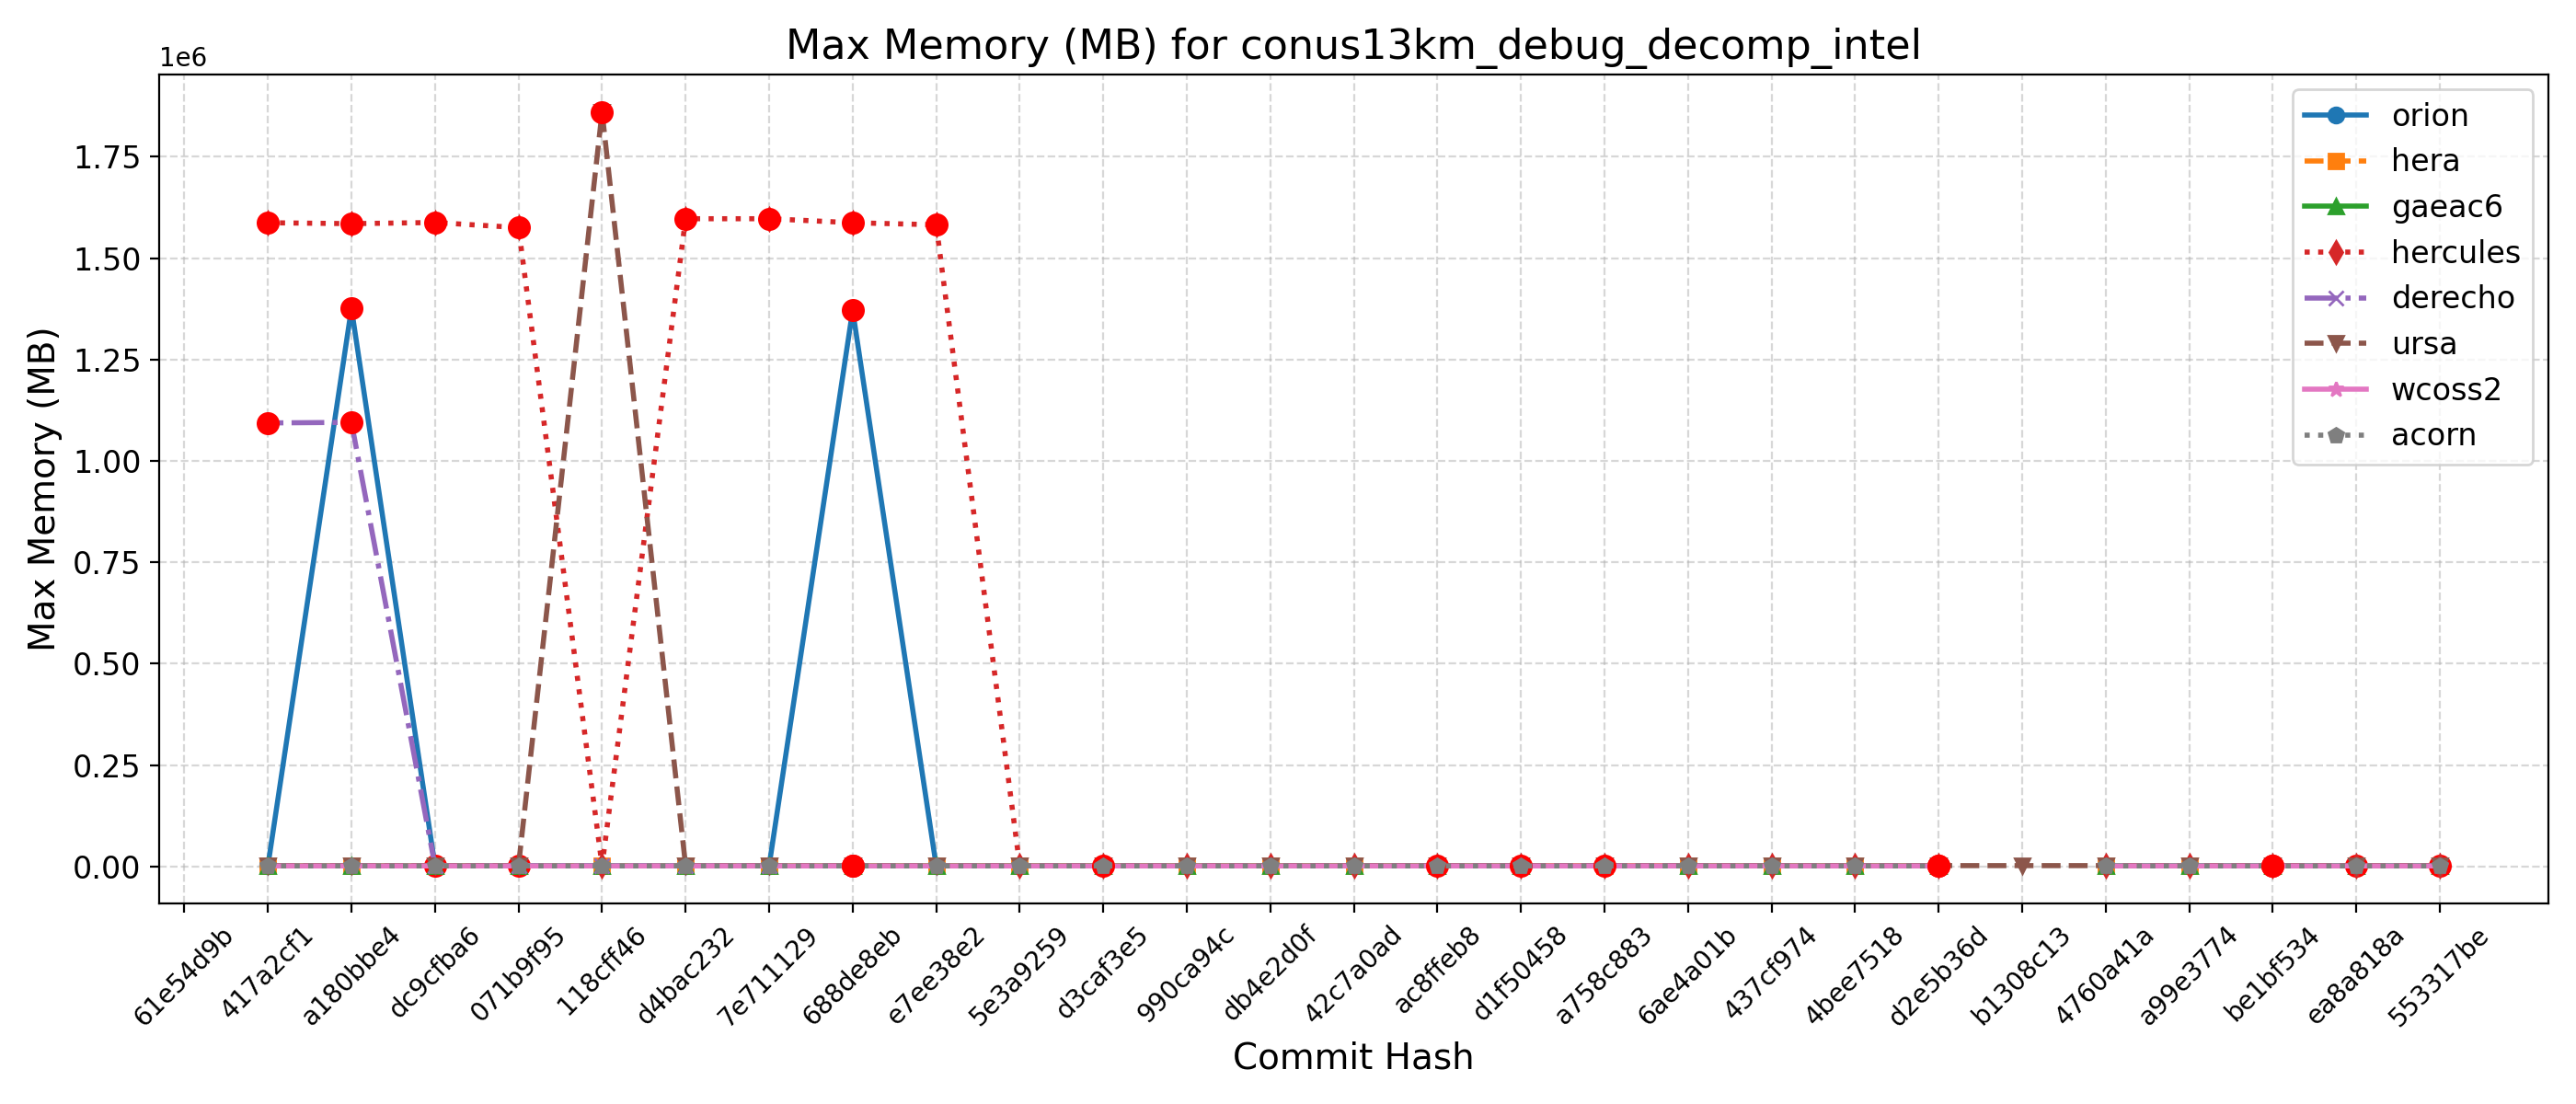 Max Memory (MB) for conus13km_debug_decomp_intel
1e6
1.75
1.50
1.25
1.00
0.75
0.50
0.25
0.00
Max Memory (MB)
orion
hera
gaeac6
hercules
derecho
ursa
wcoss2
acorn
61e54d9b
417a2cf1
a180bbe4
dc9cfba6
071b9f95
118cff46
d4bac232
7e711129
688de8eb
e7ee38e2
5e3a9259
d3caf3e5
990ca94c
db4e2d0f
42c7a0ad
ac8ffeb8
d1f50458
a758c883
6ae4a01b
437cf974
4bee7518
d2e5b36d
b1308c13
4760a41a
a99e3774
be1bf534
ea8a818a
553317be
Commit Hash